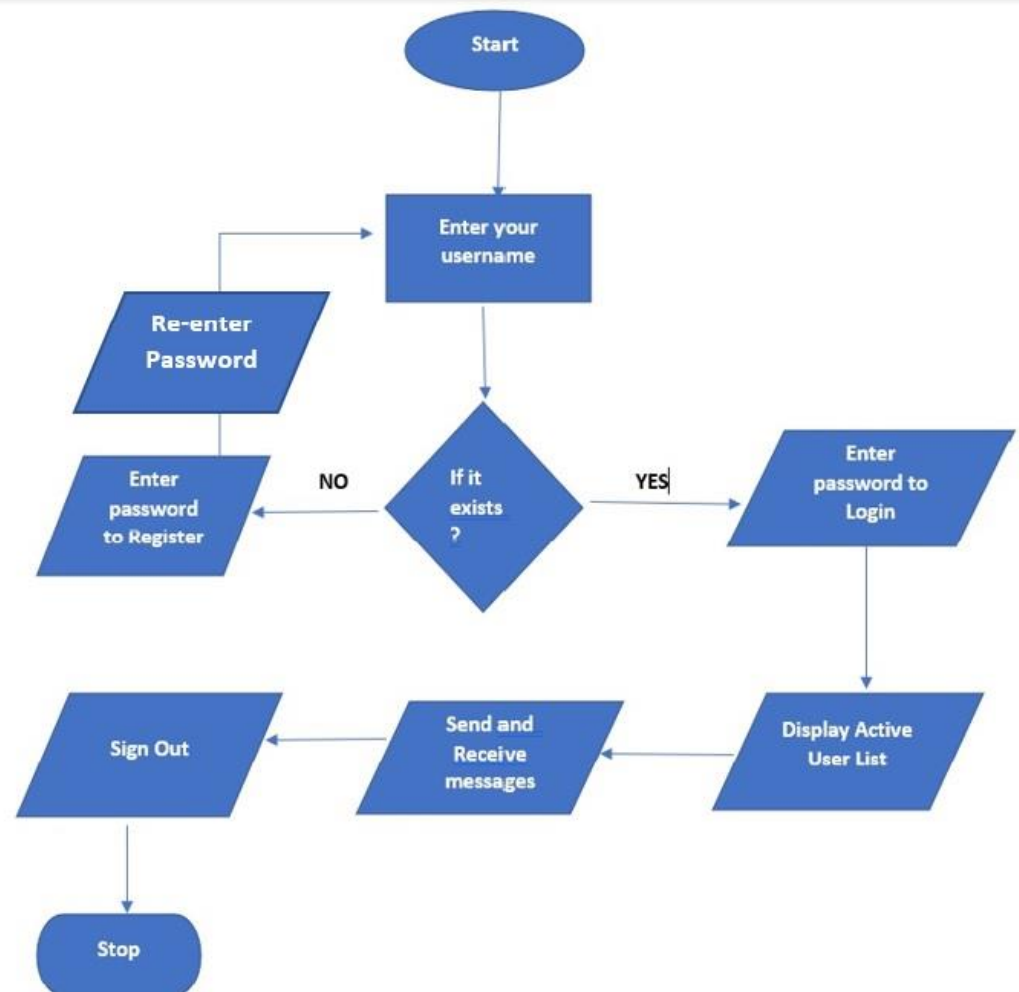 Start
Enter your
username
Re-enter
Password
Enter
password
to Register
NO
If it
exists
?
YES
Enter
password to
Login
Display Active
User List
Send and
Receive
messages
Sign Out
Stop